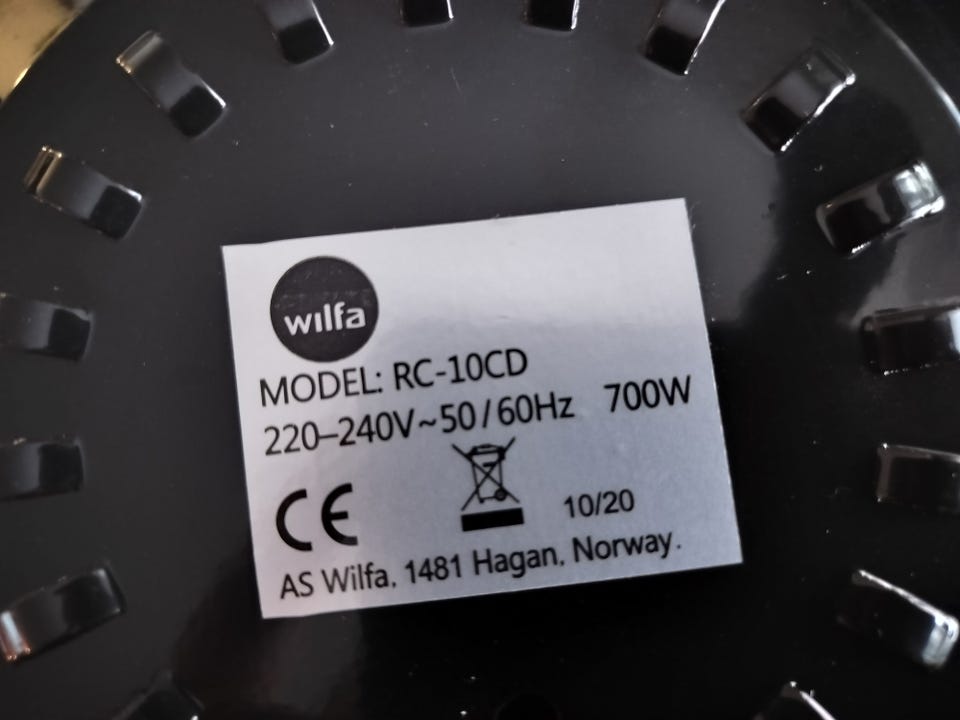 wilfa
MODEL: RC-10CD
220–240V~50/60Hz 700W
CE
10/20
AS Wilfa, 1481 Hagan, Norway.